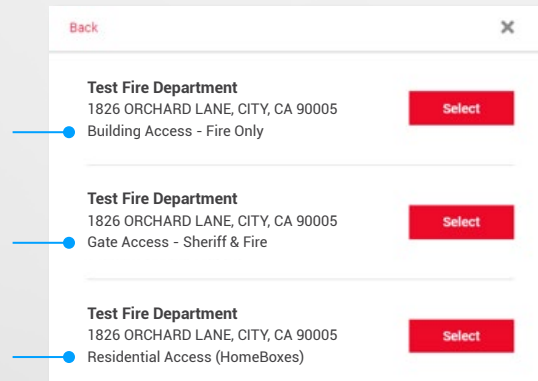 Back
Test Fire Department
1826 ORCHARD LANE, CITY, CA 90005
Building Access - Fire Only
Select
Test Fire Department
1826 ORCHARD LANE, CITY, CA 90005
Gate Access - Sheriff & Fire
Select
Test Fire Department
1826 ORCHARD LANE, CITY, CA 90005
Residential Access (HomeBoxes)
Select